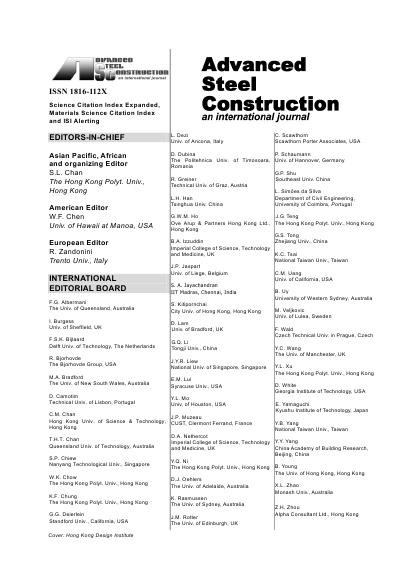 ADVANCED
STEEL
CONSTRUCTION
an international journal
ISSN 1816-112X
Science Citation Index Expanded,
Materials Science Citation Index
and ISI Alerting
EDITORS-IN-CHIEF
Asian Pacific, African
and organizing Editor
S.L. Chan
The Hong Kong Polyt. Univ.,
Hong Kong
American Editor
W.F. Chen
Univ. of Hawaii at Manoa, USA
European Editor
R. Zandonini
Trento Univ., Italy
INTERNATIONAL
EDITORIAL BOARD
F.G. Albermani
The Univ. of Queensland, Australia
I. Burgess
Univ. of Sheffield, UK
F.S.K. Bijlaard
Delft Univ. of Technology, The Netherlands
R. Bjorhovde
The Bjorhovde Group, USA
M.A. Bradford
The Univ. of New South Wales, Australia
D. Camotim
Technical Univ. of Lisbon, Portugal
C.M. Chan
Hong Kong Univ. of Science & Technology,
Hong Kong
T.H.T. Chan
Queensland Univ. of Technology, Australia
S.P. Chiew
Nanyang Technological Univ., Singapore
W.K. Chow
The Hong Kong Polyt. Univ., Hong Kong
K.F. Chung
The Hong Kong Polyt. Univ., Hong Kong
G.G. Deierlein
Standford Univ., California, USA
Cover: Hong Kong Design Institute
Advanced
Steel
Construction
an international journal
L. Dezi
Univ. of Ancona, Italy
D. Dubina
The Politehnica Univ. of Timosoara,
Romania
R. Greiner
Technical Univ. of Graz, Austria
L.H. Han
Tsinghua Univ. China
G.W.M. Ho
Ove Arup & Partners Hong Kong Ltd.,
Hong Kong
B.A. Izzuddin
Imperial College of Science, Technology
and Medicine, UK
J.P. Jaspart
Univ. of Liege, Belgium
S. A. Jayachandran
IIT Madras, Chennai, India
S. Kitipornchai
City Univ. of Hong Kong, Hong Kong
D. Lam
Univ. of Bradford, UK
G.Q. Li
Tongji Univ., China
J.Y.R. Liew
National Univ. of Singapore, Singapore
E.M. Lui
Syracuse Univ., USA
Y.L. Mo
Univ. of Houston, USA
J.P. Muzeau
CUST, Clermont Ferrand, France
D.A. Nethercot
Imperial College of Science, Technology
and Medicine, UK
Y.Q. Ni
The Hong Kong Polyt. Univ., Hong Kong
D.J. Oehlers
The Univ. of Adelaide, Australia
K. Rasmussen
The Univ. of Sydney, Australia
J.M. Rotter
The Univ. of Edinburgh, UK
C. Scawthorn
Scawthorn Porter Associates, USA
P. Schaumann
Univ. of Hannover, Germany
G.P. Shu
Southeast Univ. China
L. Simões da Silva
Department of Civil Engineering,
University of Coimbra, Portugal
J.G. Teng
The Hong Kong Polyt. Univ., Hong Kong
G.S. Tong
Zhejiang Univ., China
K.C. Tsai
National Taiwan Univ., Taiwan
C.M. Uang
Univ. of California, USA
B. Uy
University of Western Sydney, Australia
M. Veljkovic
Univ. of Lulea, Sweden
F. Wald
Czech Technical Univ. in Prague, Czech
Y.C. Wang
The Univ. of Manchester, UK
Y.L. Xu
The Hong Kong Polyt. Univ., Hong Kong
D. White
Georgia Institute of Technology, USA
E. Yamaguchi
Kyushu Institute of Technology, Japan
Y.B. Yang
National Taiwan Univ., Taiwan
Y.Y. Yang
China Academy of Building Research,
Beijing, China
B. Young
The Univ. of Hong Kong, Hong Kong
X.L. Zhao
Monash Univ., Australia
Z.H. Zhou
Alpha Consultant Ltd., Hong Kong